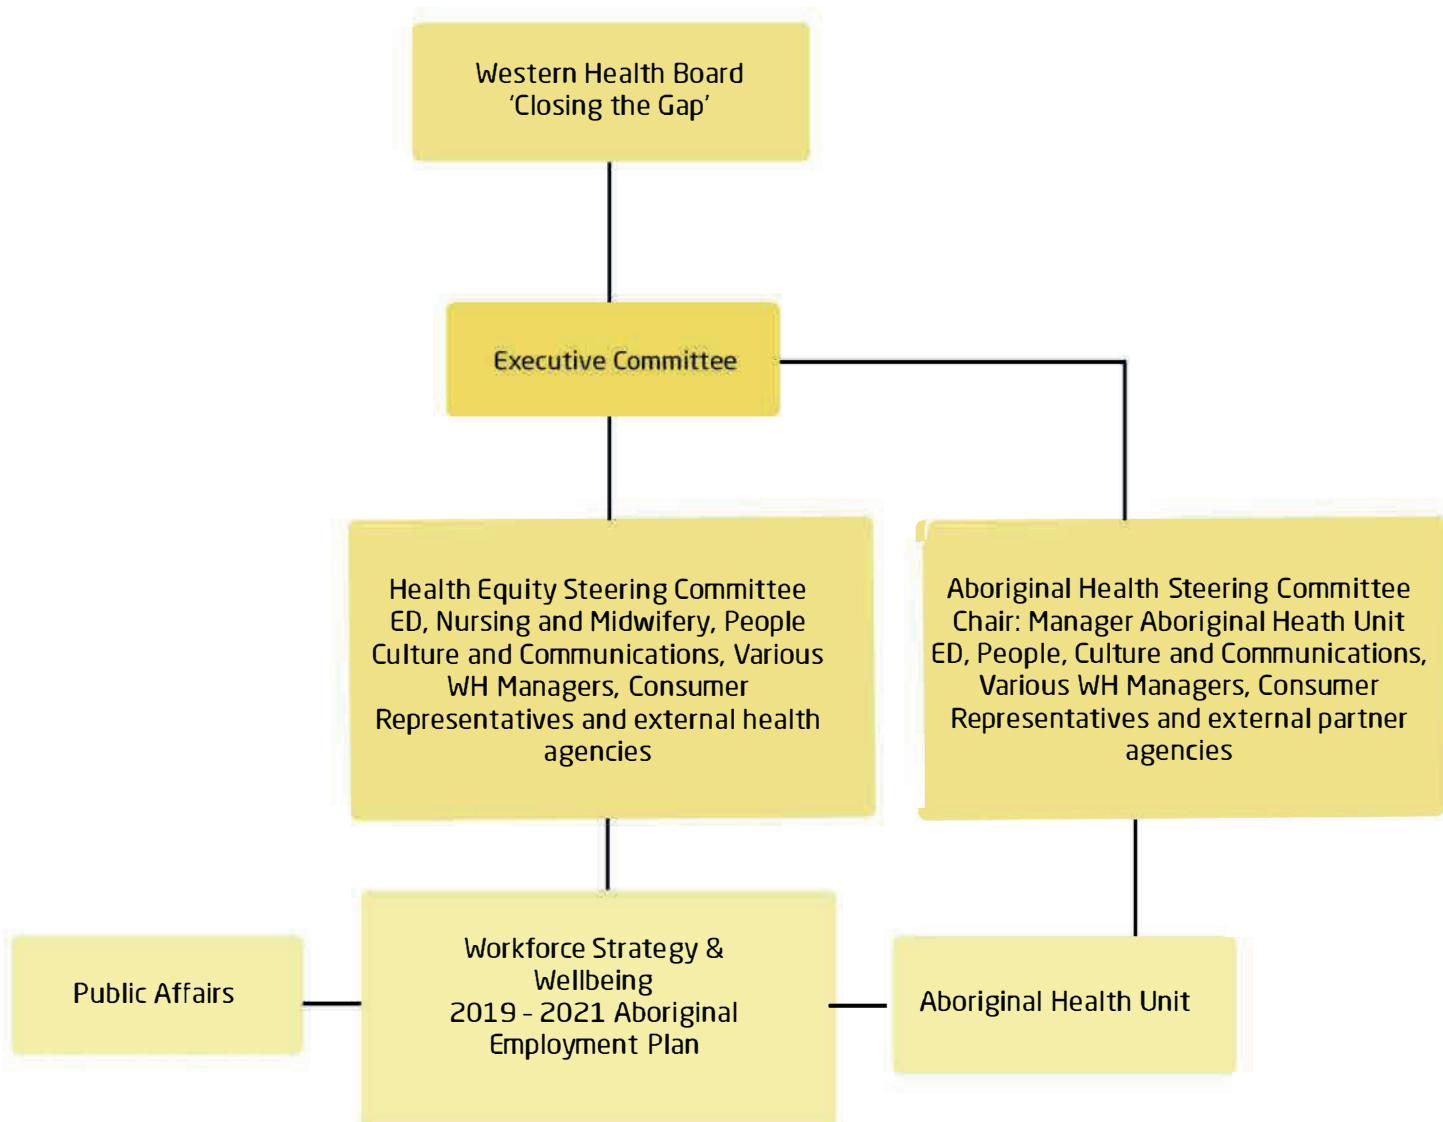 Western Health Board
‘Closing the Gap’
Executive Committee
Health Equity Steering Committee
ED, Nursing and Midwifery, People
Culture and Communications, Various
WH Managers, Consumer
Representatives and external health
agencies
Aboriginal Health Steering Committee
Chair: Manager Aboriginal Heath Unit
ED, People, Culture and Communications,
Various WH Managers, Consumer
Representatives and external partner
agencies
Public Affairs
Workforce Strategy &
Wellbeing
2019 – 2021 Aboriginal
Employment Plan
Aboriginal Health Unit